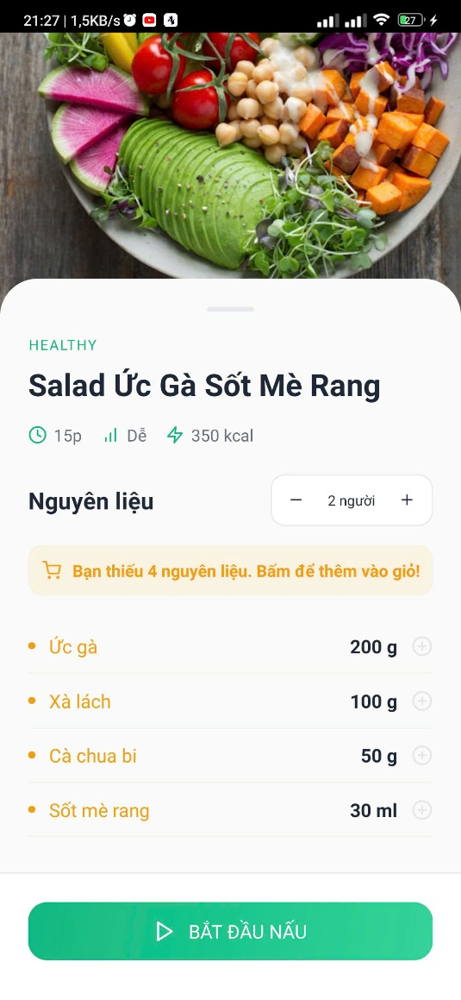 21:27 | 1,5KB/s
27
HEALTHY
Salad Ức Gà Sốt Mè Rang
15p Dễ 350 kcal
Nguyên liệu
− 2 người +
Bạn thiếu 4 nguyên liệu. Bấm để thêm vào giỏ!
Ức gà 200 g
Xà lách 100 g
Cà chua bi 50 g
Sốt mè rang 30 ml
BẮT ĐẦU NẤU